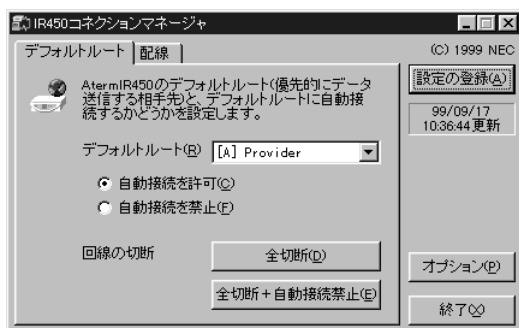 IR450コネクションマネージャ
デフォルトルート
配線
(C) 1999 NEC
AtermIR450のデフォルトルート(優先的にデータ
送信する相手先)と、デフォルトルートに自動接
続するかどうかを設定します。
設定の登録(A)
99/09/17
10:36:44 更新
デフォルトルート(R)
[A] Provider
自動接続を許可(C)
自動接続を禁止(F)
回線の切断
全切断(D)
オプション(P)
全切断+自動接続禁止(E)
終了(X)